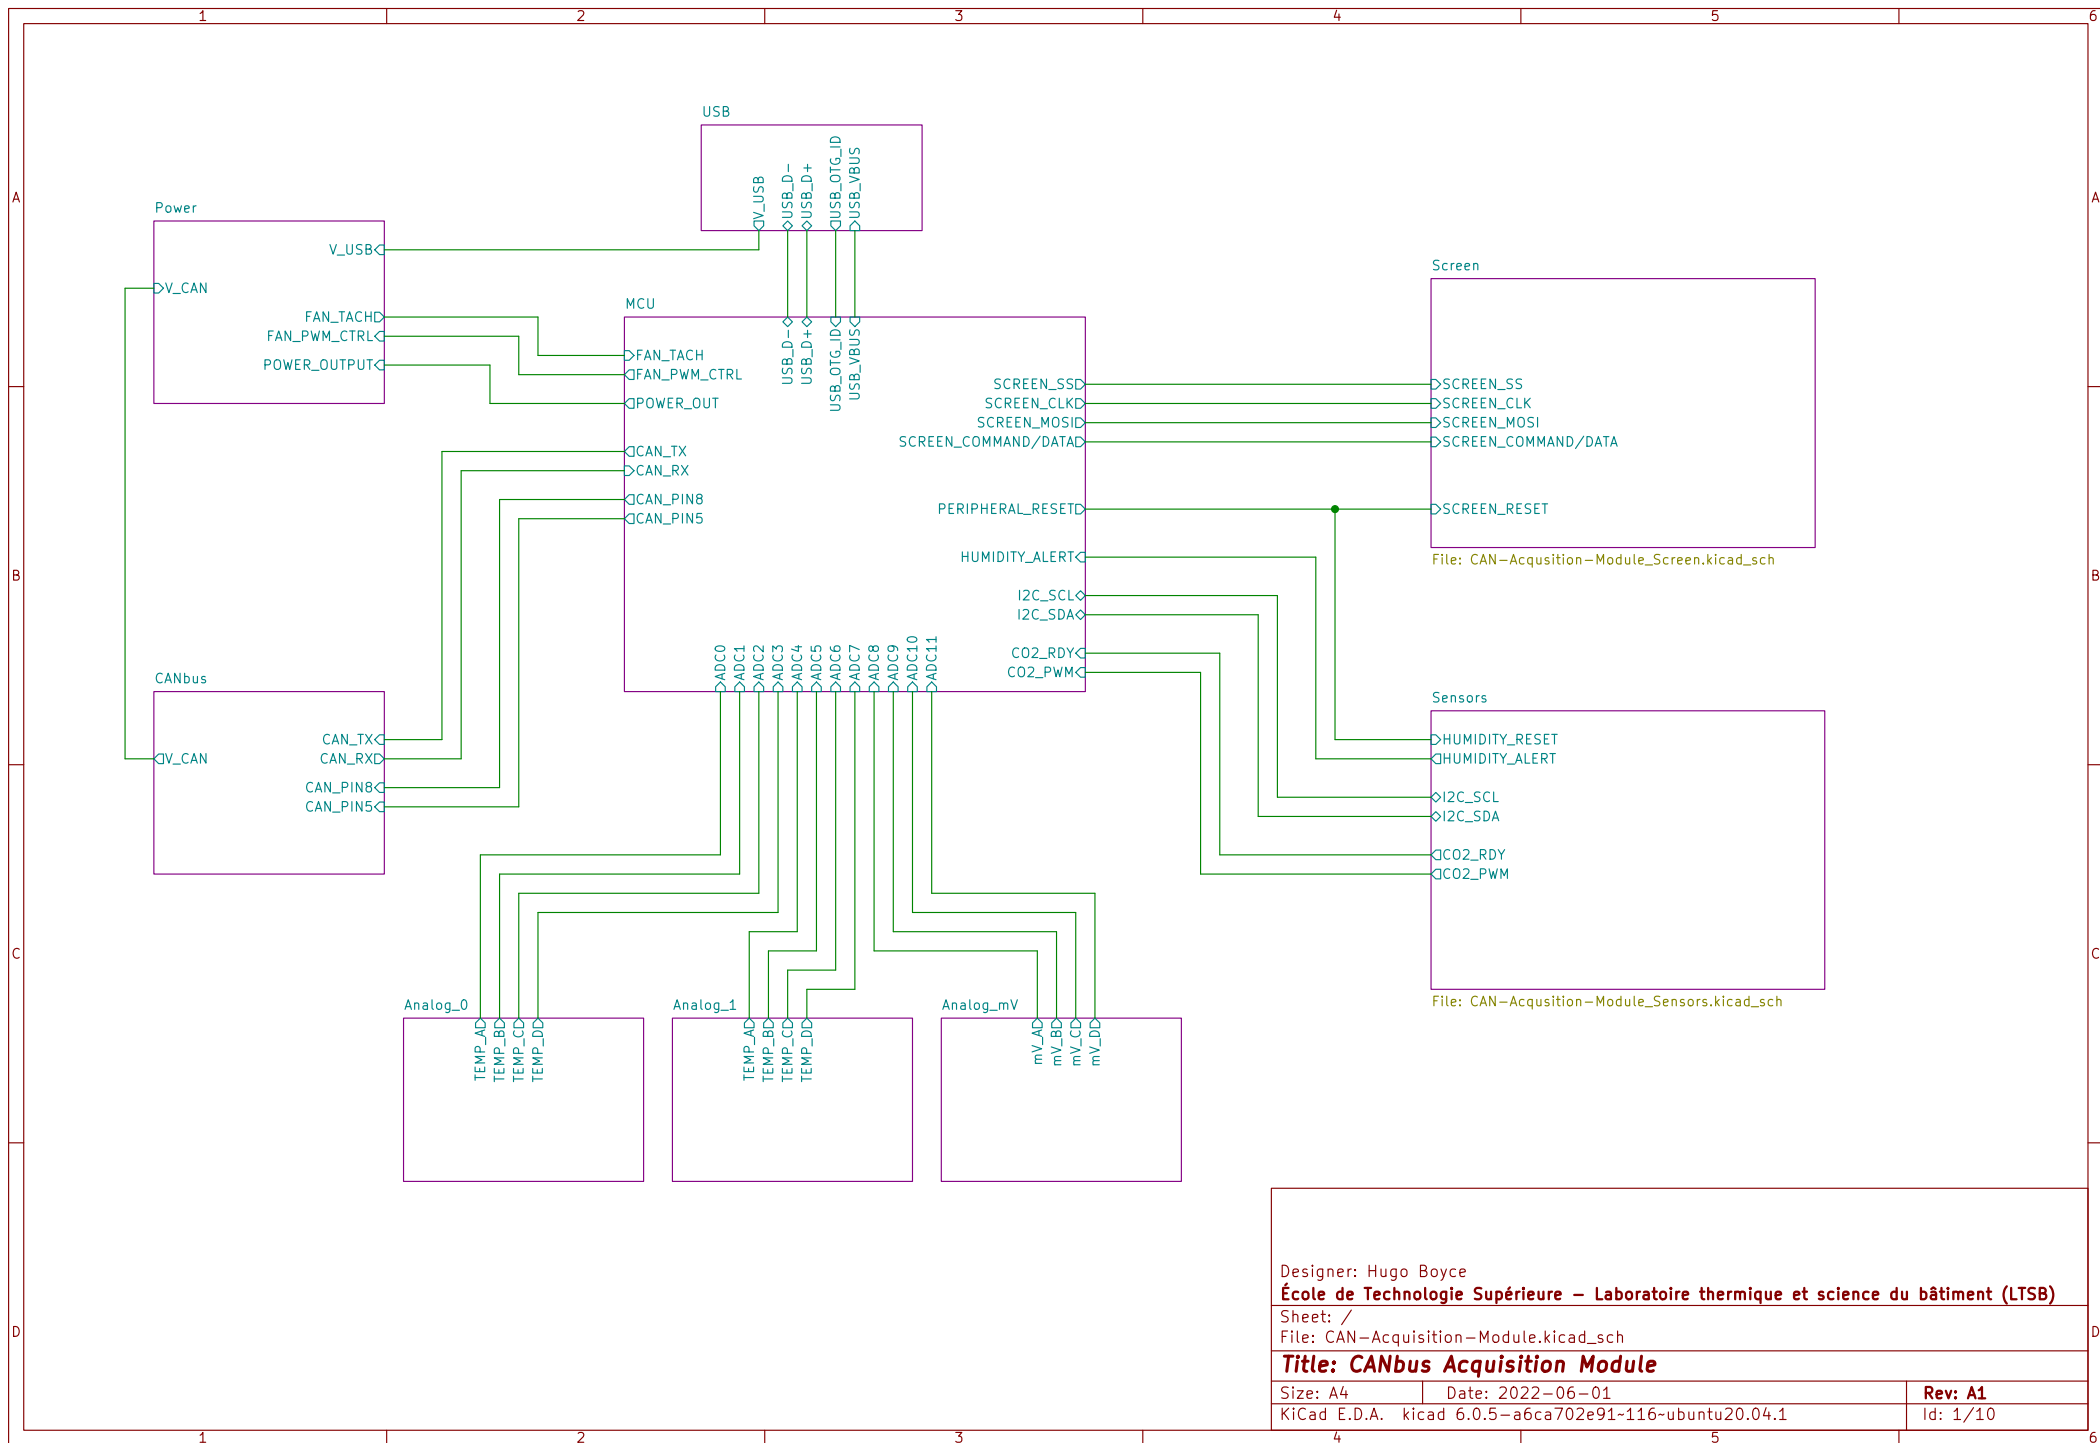 1 2 3 4 5 6
A A
B B
C C
D D
USB
V_USB
USB_D-
USB_D+
USB_OTG_ID
USB_VBUS
Power
V_USB
V_CAN
FAN_TACH
FAN_PWM_CTRL
POWER_OUTPUT
MCU
USB_D-
USB_D+
USB_OTG_ID
USB_VBUS
FAN_TACH
FAN_PWM_CTRL
POWER_OUT
CAN_TX
CAN_RX
CAN_PIN8
CAN_PIN5
SCREEN_SS
SCREEN_CLK
SCREEN_MOSI
SCREEN_COMMAND/DATA
PERIPHERAL_RESET
HUMIDITY_ALERT
I2C_SCL
I2C_SDA
CO2_RDY
CO2_PWM
ADC0
ADC1
ADC2
ADC3
ADC4
ADC5
ADC6
ADC7
ADC8
ADC9
ADC10
ADC11
Screen
SCREEN_SS
SCREEN_CLK
SCREEN_MOSI
SCREEN_COMMAND/DATA
SCREEN_RESET
File: CAN-Acqusition-Module_Screen.kicad_sch
CANbus
V_CAN
CAN_TX
CAN_RX
CAN_PIN8
CAN_PIN5
Sensors
HUMIDITY_RESET
HUMIDITY_ALERT
I2C_SCL
I2C_SDA
CO2_RDY
CO2_PWM
File: CAN-Acqusition-Module_Sensors.kicad_sch
Analog_0
TEMP_A
TEMP_B
TEMP_C
TEMP_D
Analog_1
TEMP_A
TEMP_B
TEMP_C
TEMP_D
Analog_mV
mV_A
mV_B
mV_C
mV_D
Designer: Hugo Boyce
École de Technologie Supérieure – Laboratoire thermique et science du bâtiment (LTSB)
Sheet: /
File: CAN-Acquisition-Module.kicad_sch
Title: CANbus Acquisition Module
Size: A4 Date: 2022-06-01 Rev: A1
KiCad E.D.A. kicad 6.0.5-a6ca702e91~116~ubuntu20.04.1 Id: 1/10
1 2 3 4 5 6